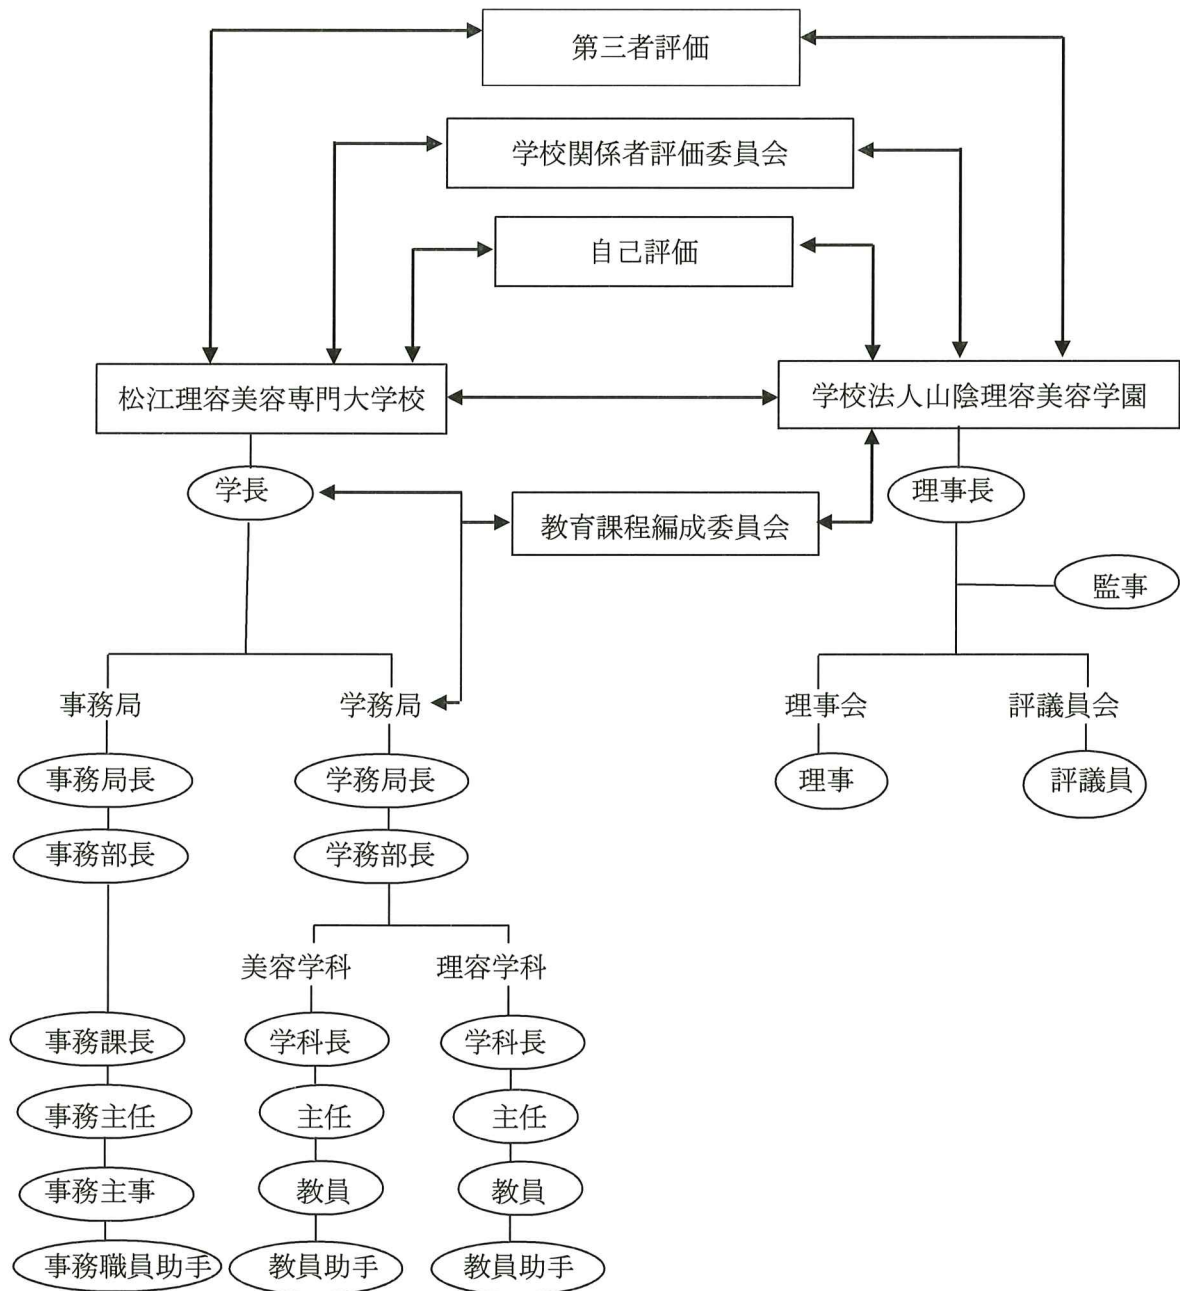 第三者評価
学校関係者評価委員会
自己評価
松江理容美容専門大学校
学校法人山陰理容美容学園
学長
理事長
教育課程編成委員会
監事
事務局
学務局
理事会
評議員会
事務局長
学務局長
理事
評議員
事務部長
学務部長
美容学科
理容学科
事務課長
学科長
学科長
事務主任
主任
主任
事務主事
教員
教員
事務職員助手
教員助手
教員助手